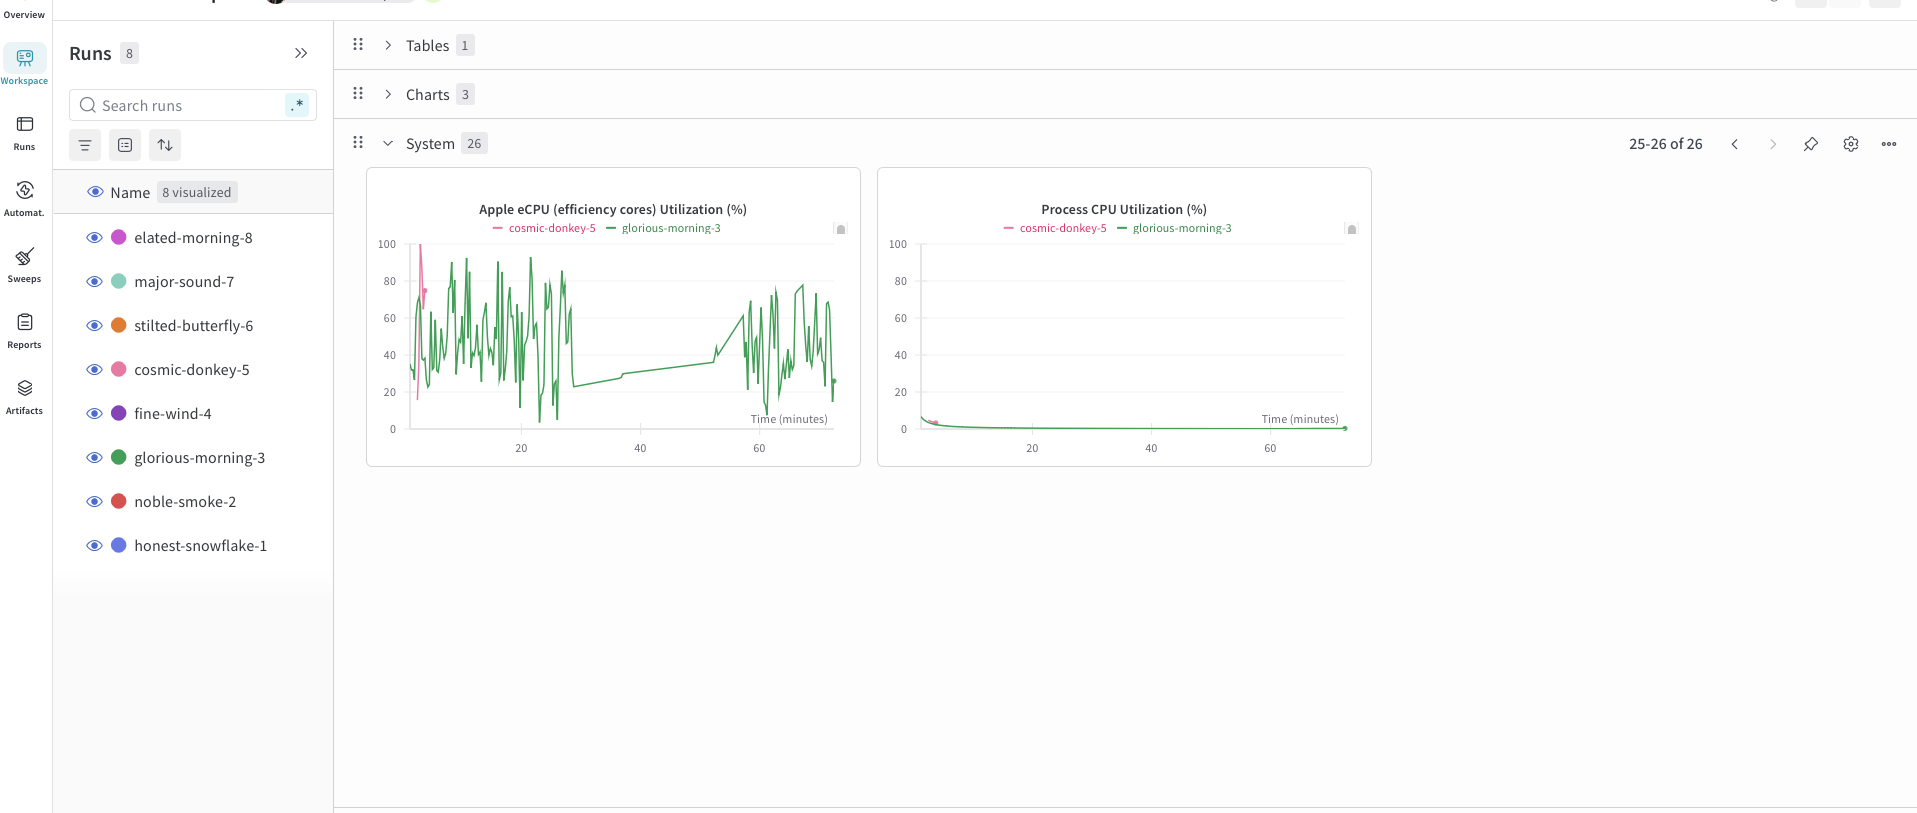 Overview
Workspace
Runs
Automat.
Sweeps
Reports
Artifacts
Runs 8
Search runs .*
Name 8 visualized
elated-morning-8
major-sound-7
stilted-butterfly-6
cosmic-donkey-5
fine-wind-4
glorious-morning-3
noble-smoke-2
honest-snowflake-1
Tables 1
Charts 3
System 26
25-26 of 26
Apple eCPU (efficiency cores) Utilization (%)
cosmic-donkey-5 glorious-morning-3
100
80
60
40
20
0
Time (minutes)
20 40 60
Process CPU Utilization (%)
cosmic-donkey-5 glorious-morning-3
100
80
60
40
20
0
Time (minutes)
20 40 60